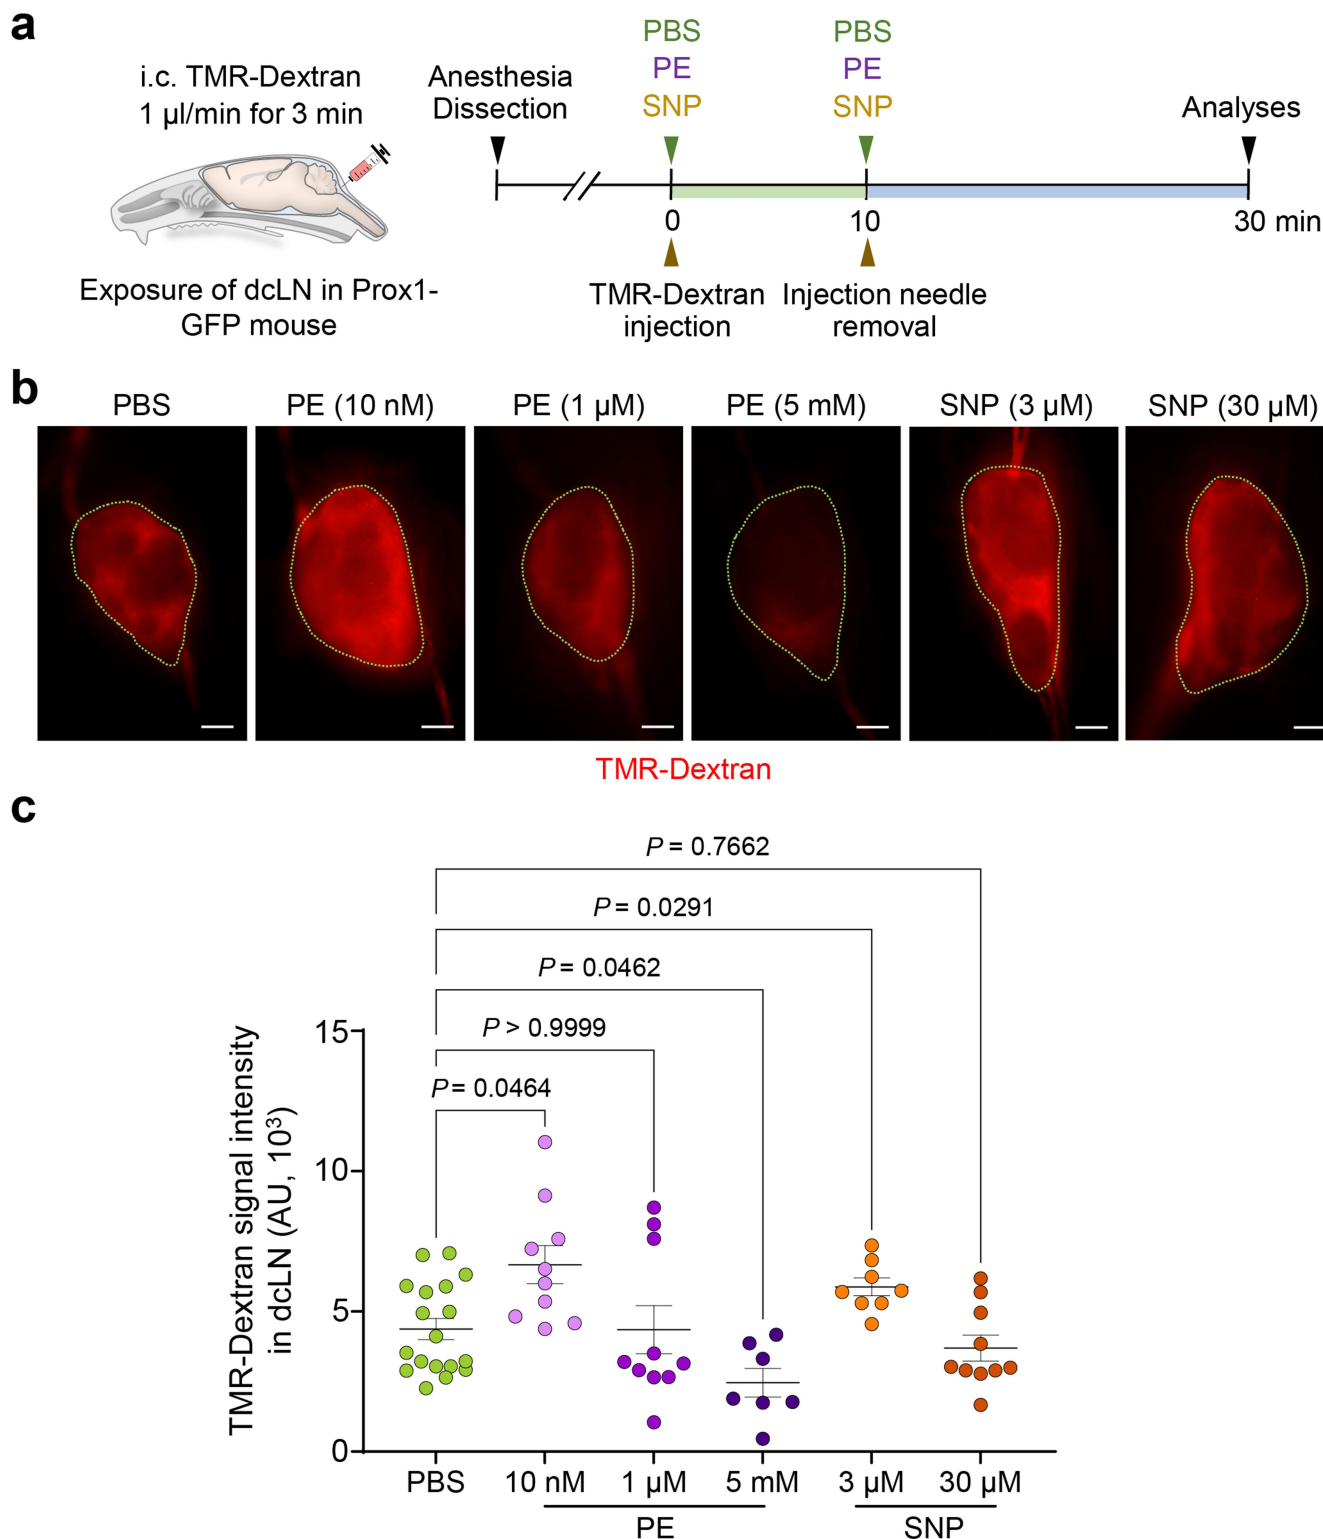 a
i.c. TMR-Dextran
1 µl/min for 3 min
Exposure of dcLN in Prox1-
GFP mouse
Anesthesia
Dissection
PBS
PE
SNP
PBS
PE
SNP
Analyses
0
10
30 min
TMR-Dextran
injection
Injection needle
removal
b
PBS
PE (10 nM)
PE (1 µM)
PE (5 mM)
SNP (3 µM)
SNP (30 µM)
TMR-Dextran
c
P = 0.7662
P = 0.0291
P = 0.0462
P > 0.9999
P = 0.0464
TMR-Dextran signal intensity
in dcLN (AU, 10³)
15
10
5
0
PBS
10 nM
1 µM
5 mM
3 µM
30 µM
PE
SNP